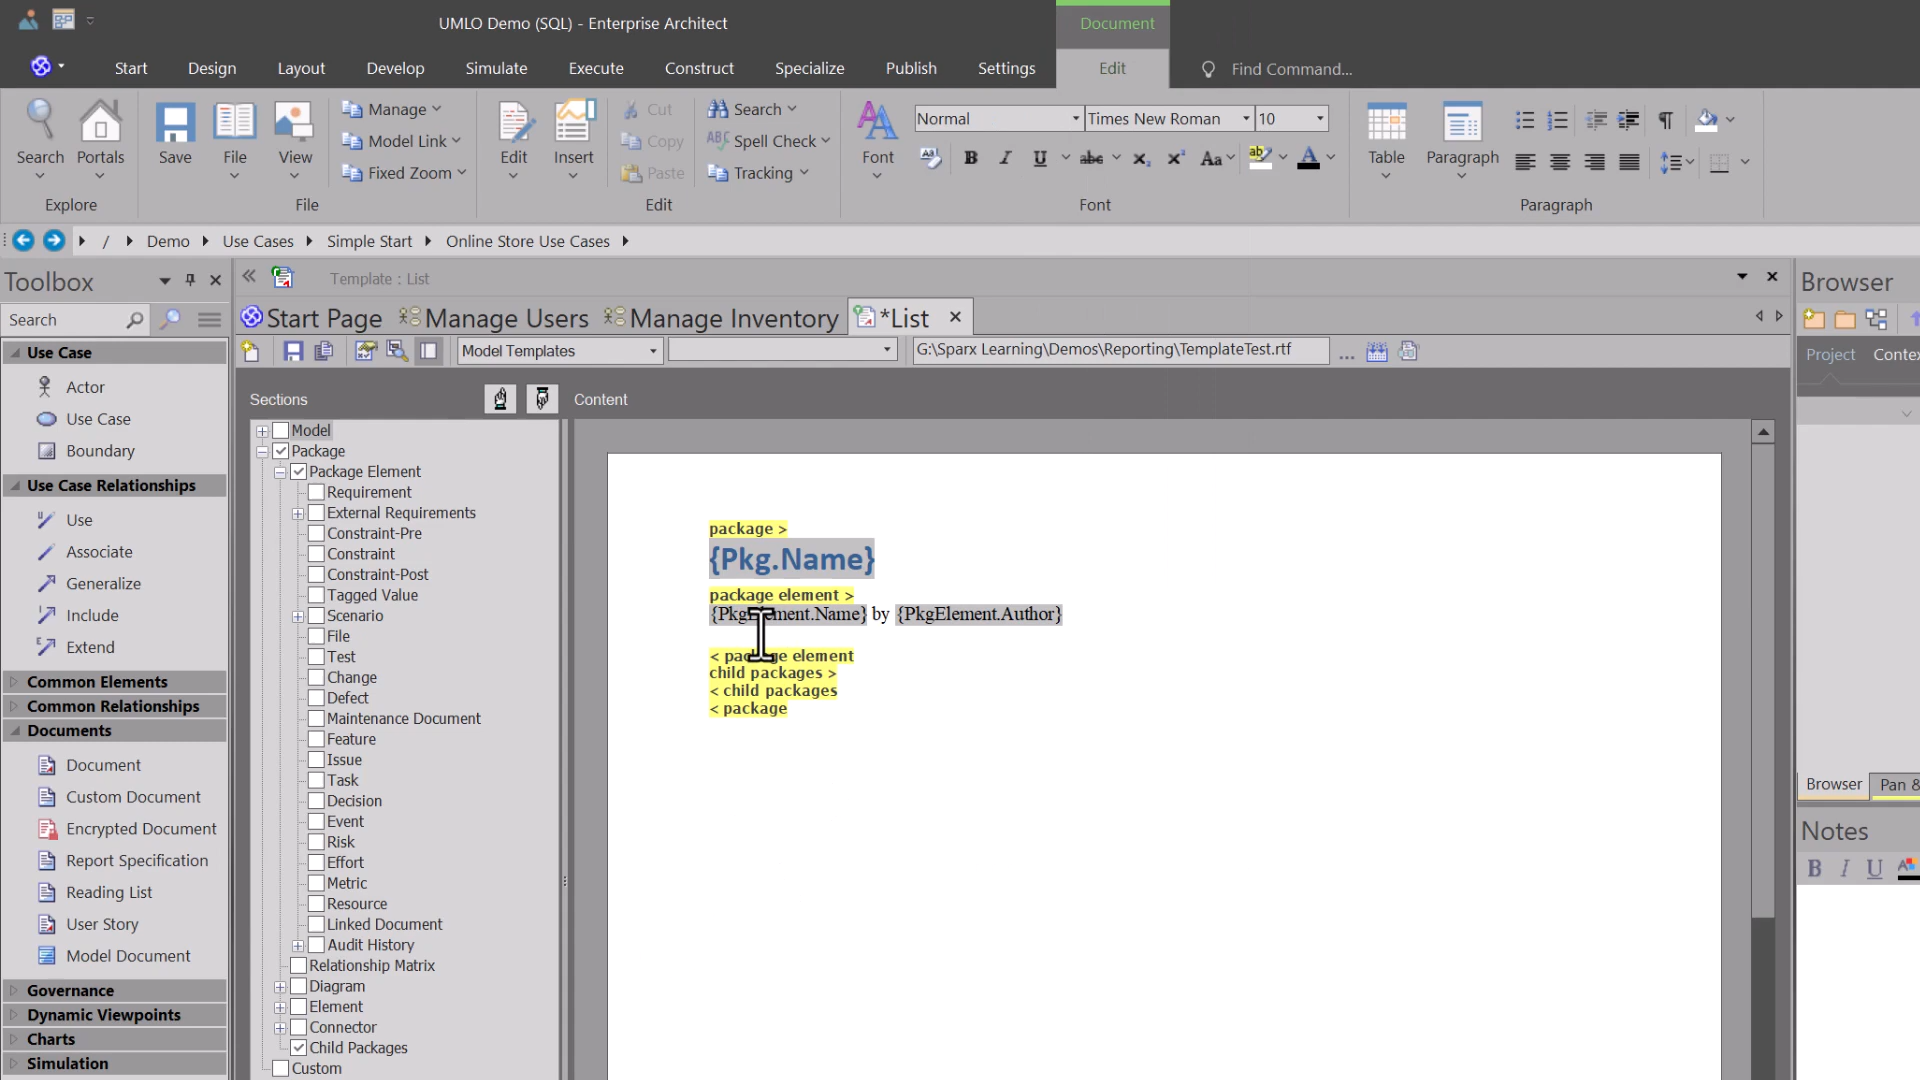 UMLO Demo (SQL) - Enterprise Architect
Document
Start Design Layout Develop Simulate Execute Construct Specialize Publish Settings Edit Find Command...
Search Portals Save File View Manage Model Link Fixed Zoom Edit Insert Cut Copy Paste Search Spell Check Tracking Font Normal Times New Roman 10 Table Paragraph
Explore File Edit Font Paragraph
/ Demo Use Cases Simple Start Online Store Use Cases
Toolbox
Search
Use Case
Actor
Use Case
Boundary
Use Case Relationships
Use
Associate
Generalize
Include
Extend
Common Elements
Common Relationships
Documents
Document
Custom Document
Encrypted Document
Report Specification
Reading List
User Story
Model Document
Governance
Dynamic Viewpoints
Charts
Simulation
Template : List
Start Page Manage Users Manage Inventory *List
Model Templates G:\Sparx Learning\Demos\Reporting\TemplateTest.rtf ...
Sections Content
Model
Package
Package Element
Requirement
External Requirements
Constraint-Pre
Constraint
Constraint-Post
Tagged Value
Scenario
File
Test
Change
Defect
Maintenance Document
Feature
Issue
Task
Decision
Event
Risk
Effort
Metric
Resource
Linked Document
Audit History
Relationship Matrix
Diagram
Element
Connector
Child Packages
Custom
package >
{Pkg.Name}
package element >
{PkgElement.Name} by {PkgElement.Author}
< package element
child packages >
< child packages
< package
Browser
Project Contex
Browser Pan &
Notes
B I U A